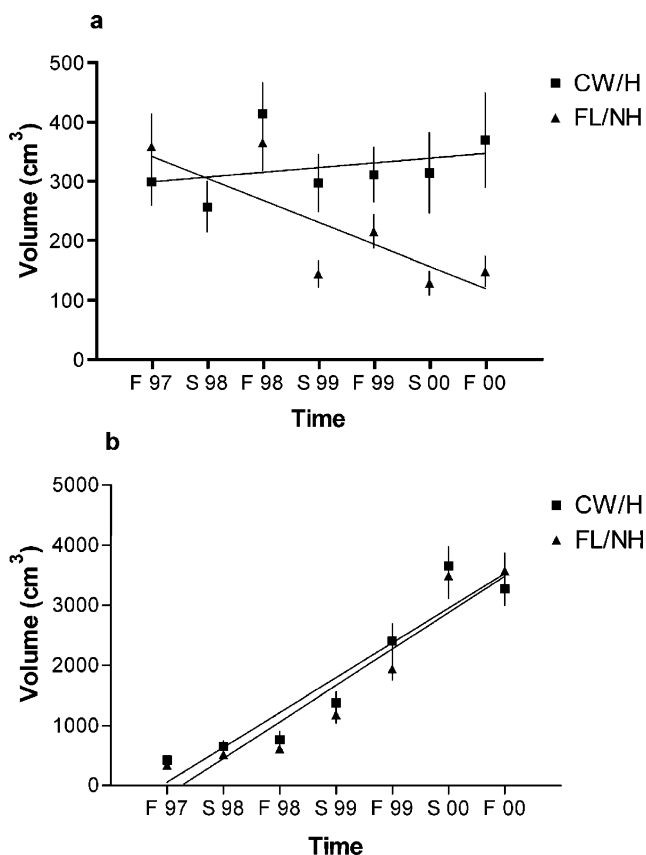 a
500
400
300
200
100
0
Volume (cm³)
F 97 S 98 F 98 S 99 F 99 S 00 F 00
Time
CW/H
FL/NH
b
5000
4000
3000
2000
1000
0
Volume (cm³)
F 97 S 98 F 98 S 99 F 99 S 00 F 00
Time
CW/H
FL/NH